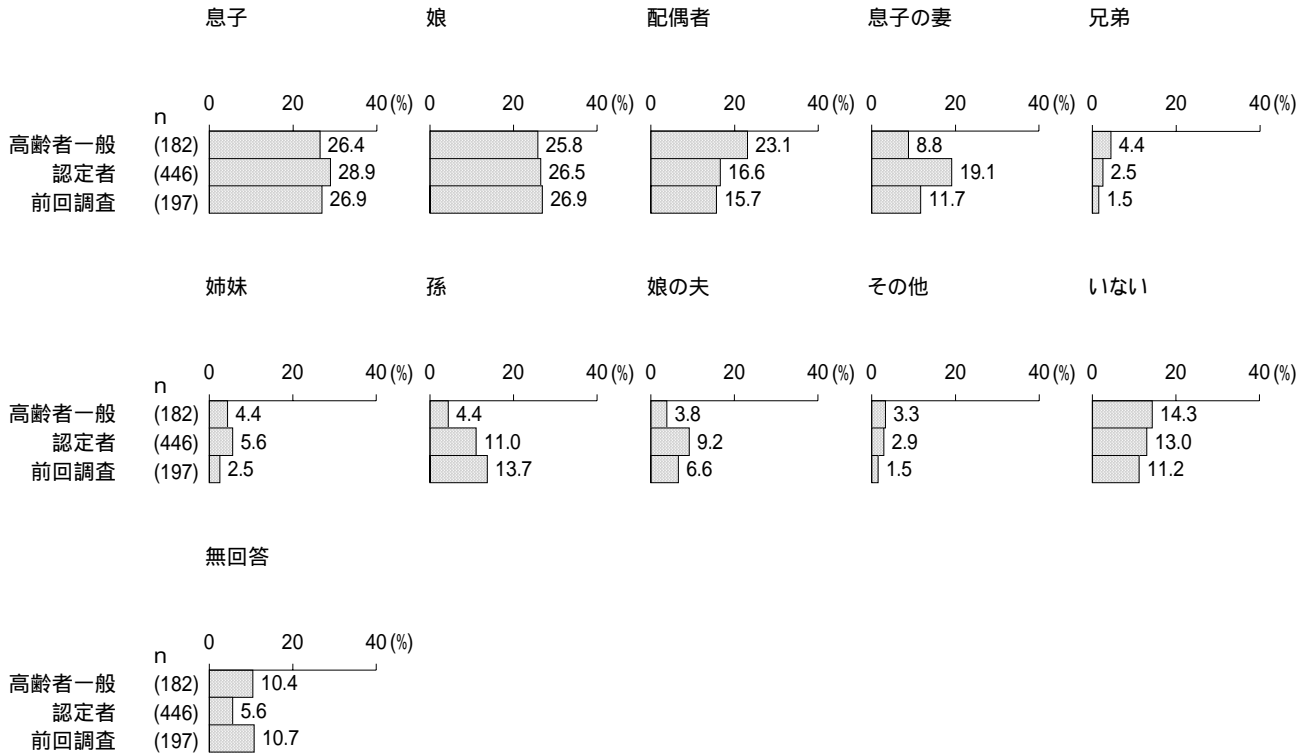 息子 娘 配偶者 息子の妻 兄弟
n 0 20 40(%) 0 20 40(%) 0 20 40(%) 0 20 40(%) 0 20 40(%)
高齢者一般 (182) 26.4 25.8 23.1 8.8 4.4
認定者 (446) 28.9 26.5 16.6 19.1 2.5
前回調査 (197) 26.9 26.9 15.7 11.7 1.5
姉妹 孫 娘の夫 その他 いない
n 0 20 40(%) 0 20 40(%) 0 20 40(%) 0 20 40(%) 0 20 40(%)
高齢者一般 (182) 4.4 4.4 3.8 3.3 14.3
認定者 (446) 5.6 11.0 9.2 2.9 13.0
前回調査 (197) 2.5 13.7 6.6 1.5 11.2
無回答
n 0 20 40(%)
高齢者一般 (182) 10.4
認定者 (446) 5.6
前回調査 (197) 10.7